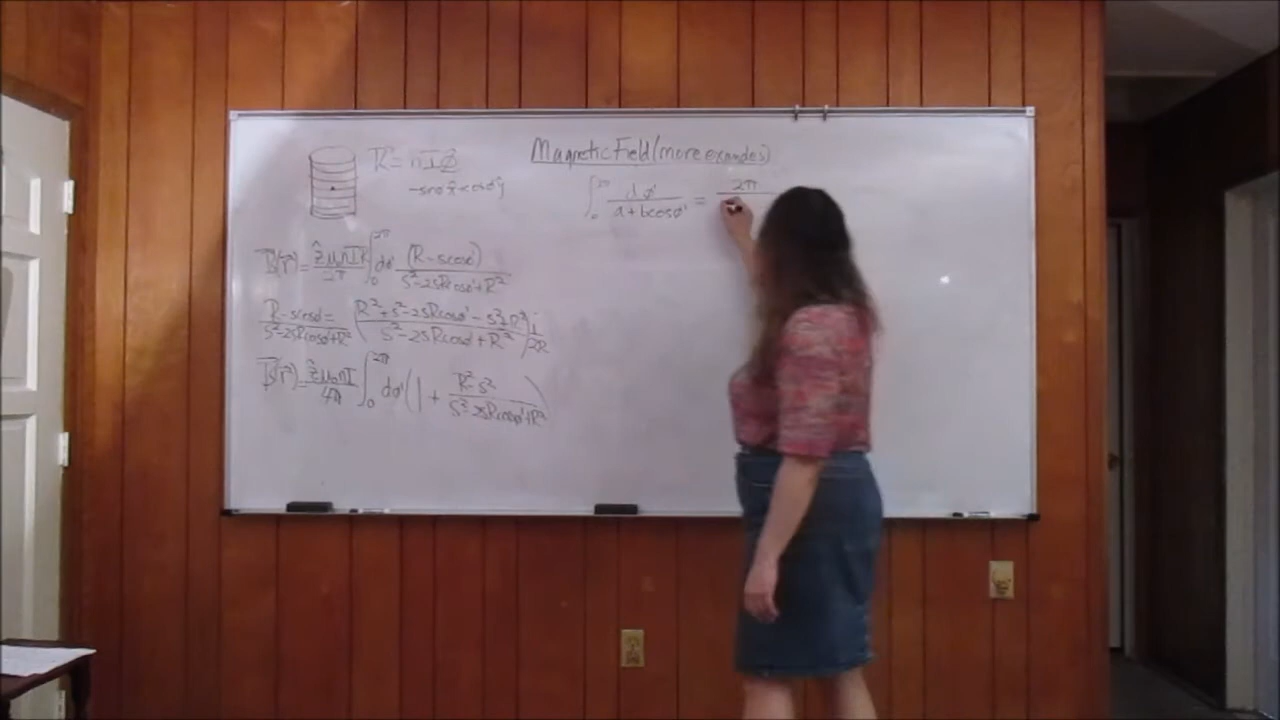 Magnetic Field (more examples)
K = nIφ̂
-sinφ' x̂ + cosφ' ŷ
∫₀^2π dφ' / (a + b cosφ') = 2π
B(r) = ẑμ₀nIR / 2π ∫₀^2π dφ' (R - s cosφ') / (s² - 2sR cosφ' + R²)
(R - s cosφ') / (s² - 2sR cosφ' + R²) = ((R² + s² - 2sR cosφ' - s² + R²) / (s² - 2sR cosφ' + R²)) 1/2R
B(r) = ẑμ₀nI / 4π ∫₀^2π dφ' (1 + (R² - s²) / (s² - 2sR cosφ' + R²))